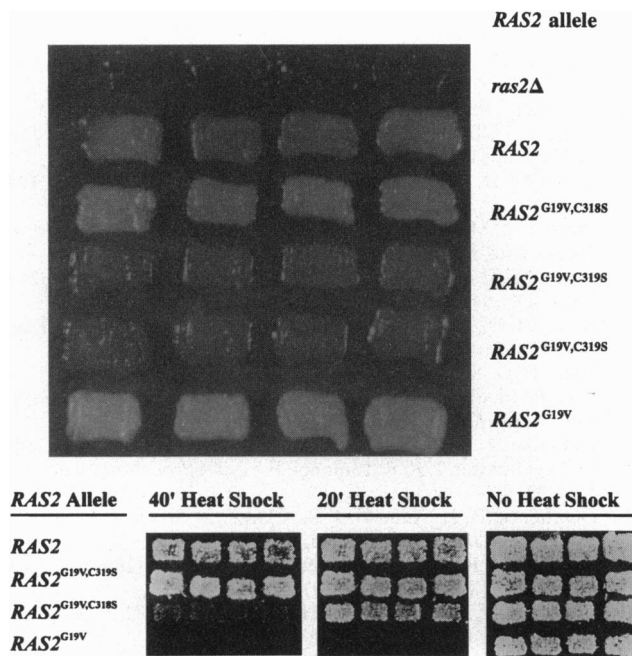 RAS2 allele
ras2Δ
RAS2
RAS2G19V,C318S
RAS2G19V,C319S
RAS2G19V,C319S
RAS2G19V
RAS2 Allele 40' Heat Shock 20' Heat Shock No Heat Shock
RAS2
RAS2G19V,C319S
RAS2G19V,C318S
RAS2G19V